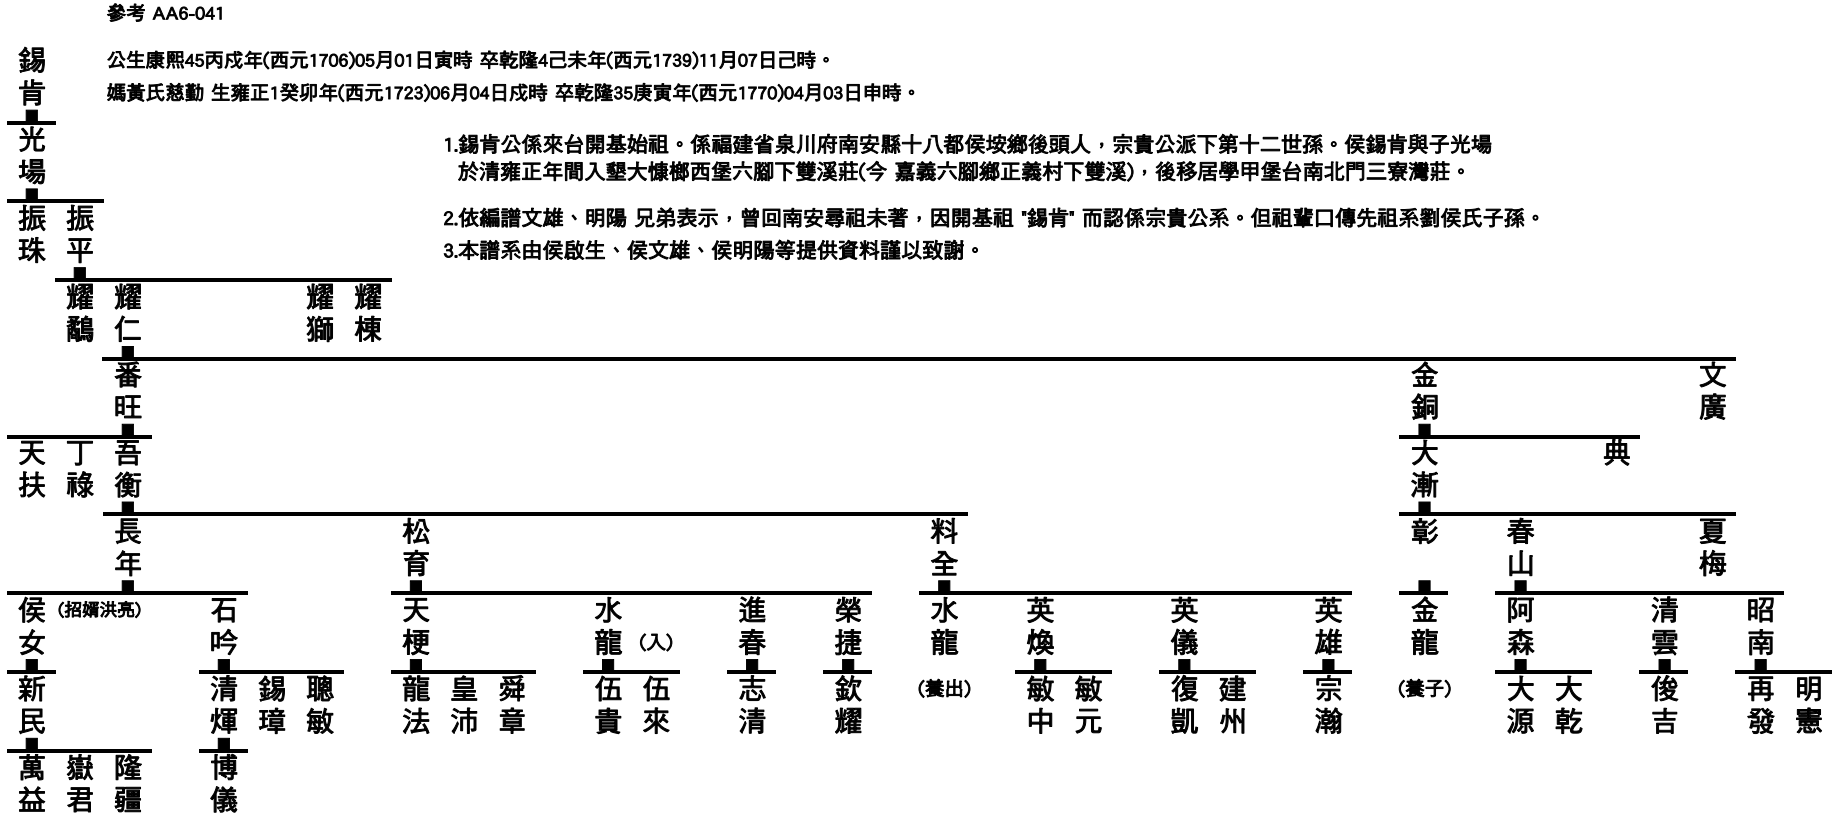 參考 AA6-041
公生康熙45丙戍年(西元1706)05月01日寅時 卒乾隆4己未年(西元1739)11月07日己時。
媽黃氏慈勤 生雍正1癸卯年(西元1723)06月04日戍時 卒乾隆35庚寅年(西元1770)04月03日申時。
錫肯
1.錫肯公係來台開基始祖。係福建省泉川府南安縣十八都侯垵鄉後頭人，宗貴公派下第十二世孫。侯錫肯與子光場
於清雍正年間入墾大慷榔西堡六腳下雙溪莊(今 嘉義六腳鄉正義村下雙溪)，後移居學甲堡台南北門三寮灣莊。
2.依編譜文雄、明陽 兄弟表示，曾回南安尋祖未著，因開基祖 "錫肯" 而認係宗貴公系。但祖輩口傳先祖系劉侯氏子孫。
3.本譜系由侯啟生、侯文雄、侯明陽等提供資料謹以致謝。
光場
振珠 振平
耀鷸 耀仁 耀獅 耀棟
番旺 金銅 文廣
天扶 丁祿 吾衡 大漸 典
長年 松育 料全 彰 春山 夏梅
侯女 (招婿洪亮) 石吟 天梗 水龍 (入) 進春 榮捷 水龍 (養出) 英煥 英儀 英雄 金龍 (養子) 阿森 清雲 昭南
新民 清煇 錫璋 聰敏 龍法 皇沛 舜章 伍貴 伍來 志清 欽耀 敏中 敏元 復凱 建州 宗瀚 大源 大乾 俊吉 再發 明憲
萬益 嶽君 隆疆 博儀